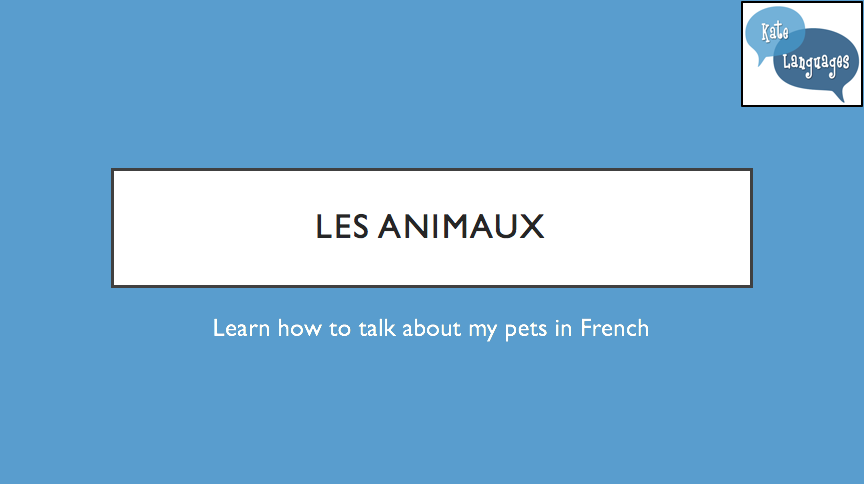 Kate
Languages
LES ANIMAUX
Learn how to talk about my pets in French